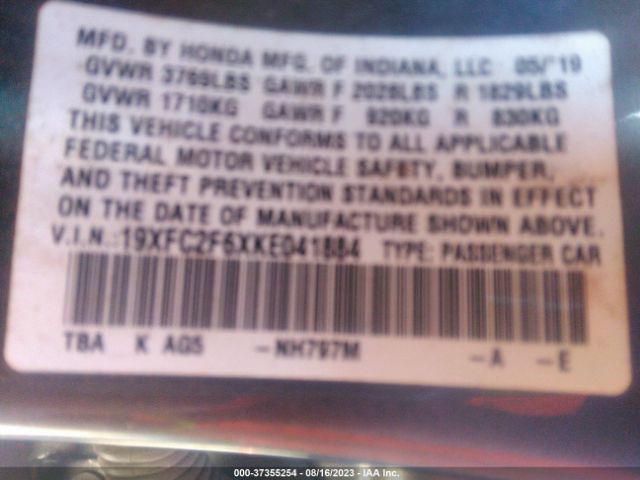 MFD. BY HONDA MFG. OF INDIANA, LLC 05/19
GVWR 3769LBS GAWR F 2028LBS R 1829LBS
GVWR 1710KG GAWR F 920KG R 830KG
THIS VEHICLE CONFORMS TO ALL APPLICABLE
FEDERAL MOTOR VEHICLE SAFETY, BUMPER,
AND THEFT PREVENTION STANDARDS IN EFFECT
ON THE DATE OF MANUFACTURE SHOWN ABOVE.
V.I.N.:19XFC2F6XKE041884 TYPE: PASSENGER CAR
TBA K AGS -NH797M -A -E
000-37355254 - 08/16/2023 - IAA Inc.